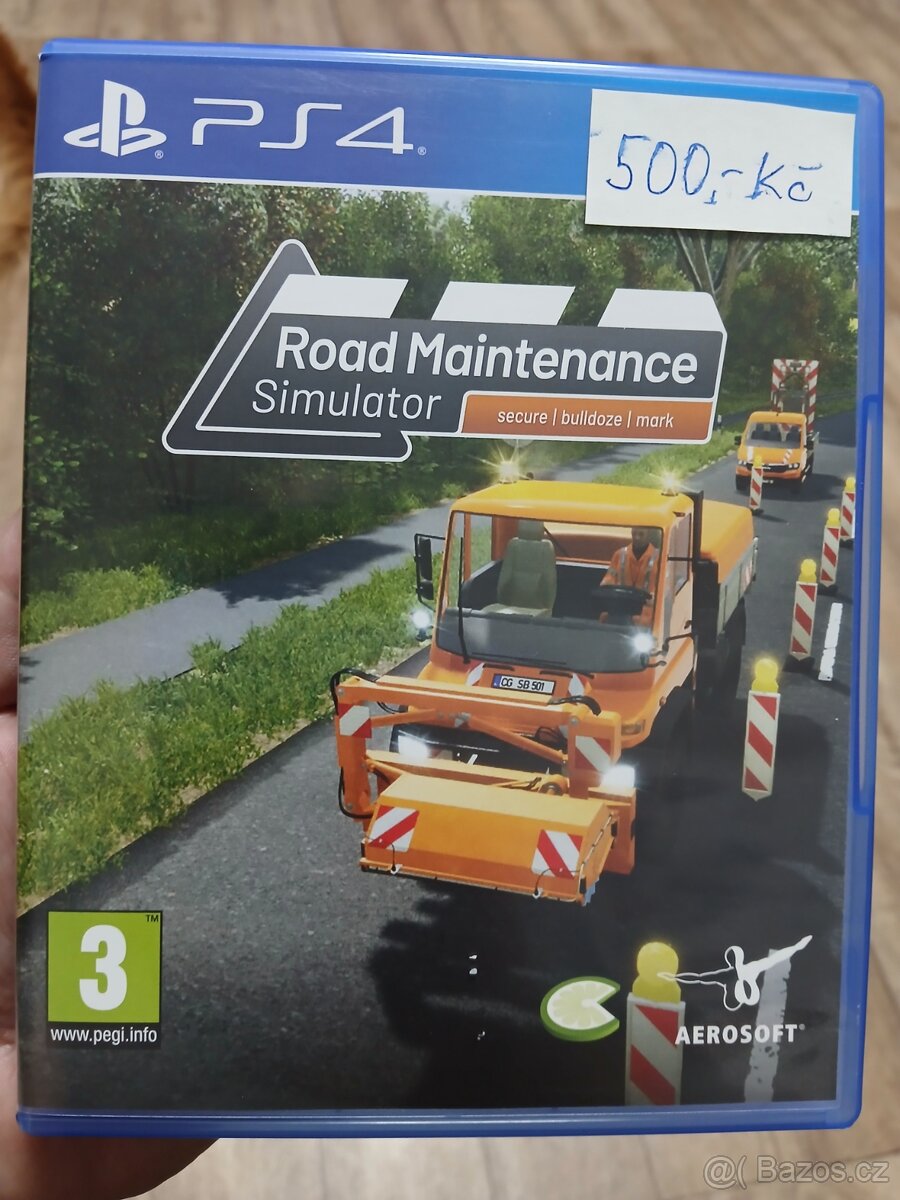 PS4
500,- Kč
Road Maintenance
Simulator
secure | bulldoze | mark
CG SB 501
3
TM
www.pegi.info
AEROSOFT®
@( Bazos.cz